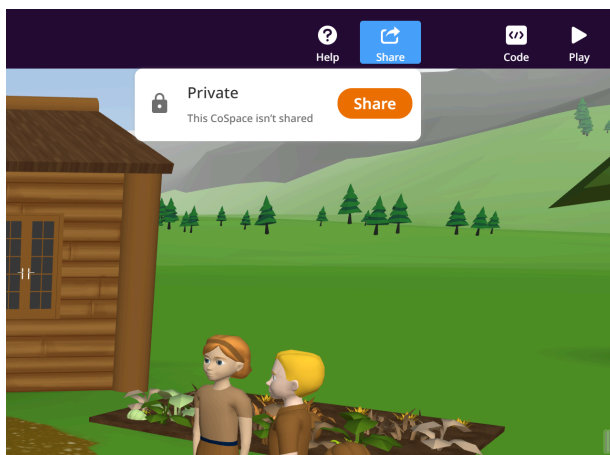 Help
Share
Code
Play
Private
This CoSpace isn't shared
Share